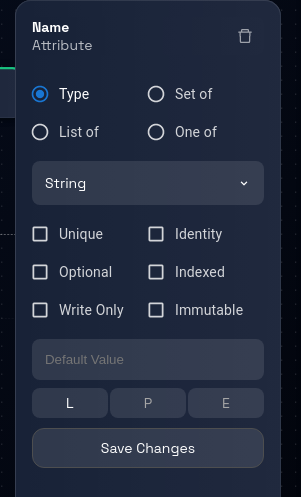 Name
Attribute
Type
Set of
List of
One of
String
Unique
Identity
Optional
Indexed
Write Only
Immutable
Default Value
L
P
E
Save Changes